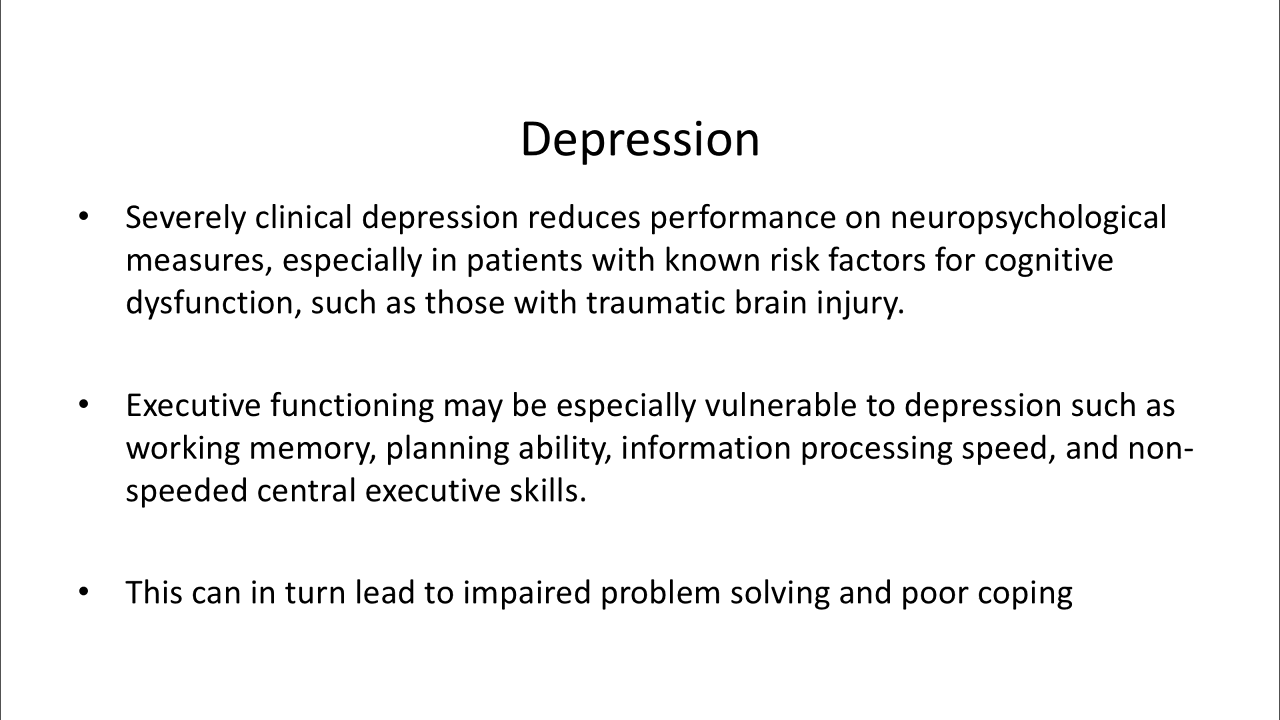 Depression
• Severely clinical depression reduces performance on neuropsychological
measures, especially in patients with known risk factors for cognitive
dysfunction, such as those with traumatic brain injury.
• Executive functioning may be especially vulnerable to depression such as
working memory, planning ability, information processing speed, and non-
speeded central executive skills.
• This can in turn lead to impaired problem solving and poor coping